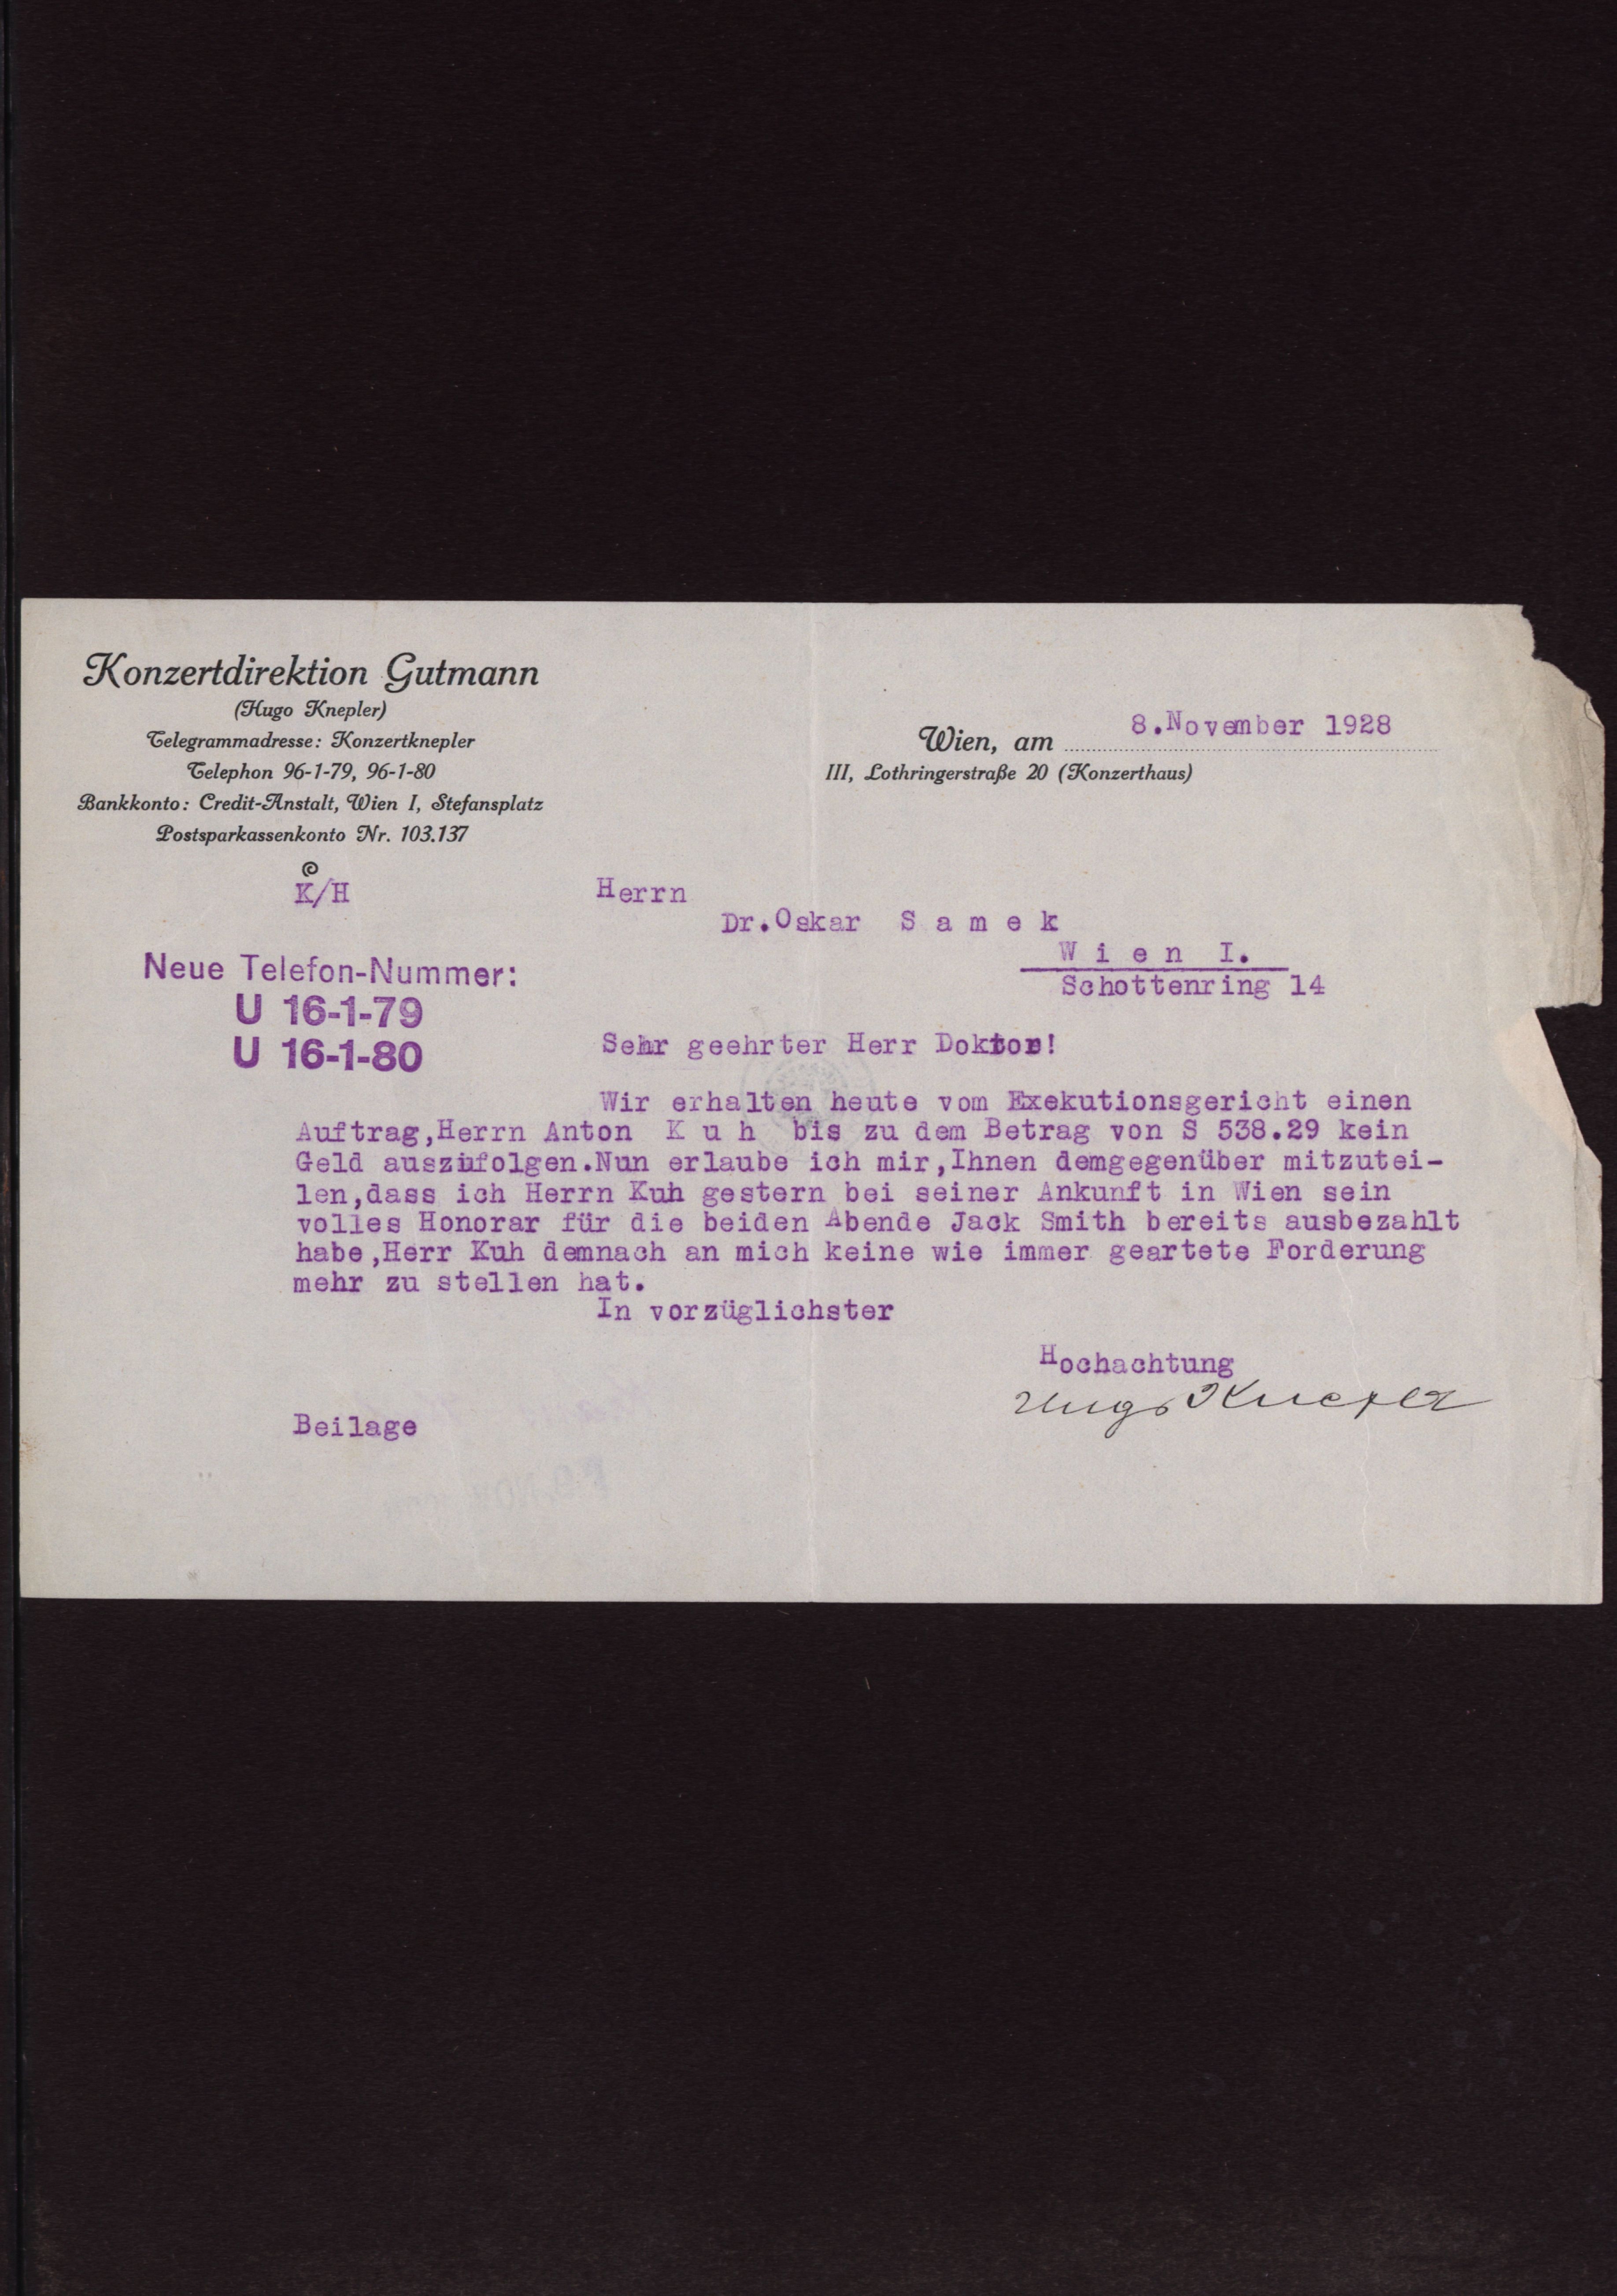 Konzertdirektion Gutmann
(Hugo Knepler)
Telegrammadresse: Konzertknepler
Telephon 96-1-79, 96-1-80
Bankkonto: Credit-Anstalt, Wien I, Stefansplatz
Postsparkassenkonto Nr. 103.137
Wien, am 8.November 1928
III, Lothringerstraße 20 (Konzerthaus)
K/H
Herrn
Dr.Oskar S a m e k
W i e n I.
Schottenring 14
Neue Telefon-Nummer:
U 16-1-79
U 16-1-80
Sehr geehrter Herr Doktor!
Wir erhalten heute vom Exekutionsgericht einen
Auftrag,Herrn Anton K u h bis zu dem Betrag von S 538.29 kein
Geld auszufolgen.Nun erlaube ich mir,Ihnen demgegenüber mitzutei-
len,dass ich Herrn Kuh gestern bei seiner Ankunft in Wien sein
volles Honorar für die beiden Abende Jack Smith bereits ausbezahlt
habe,Herr Kuh demnach an mich keine wie immer geartete Forderung
mehr zu stellen hat.
In vorzüglichster
Hochachtung
Hugo Knepler
Beilage